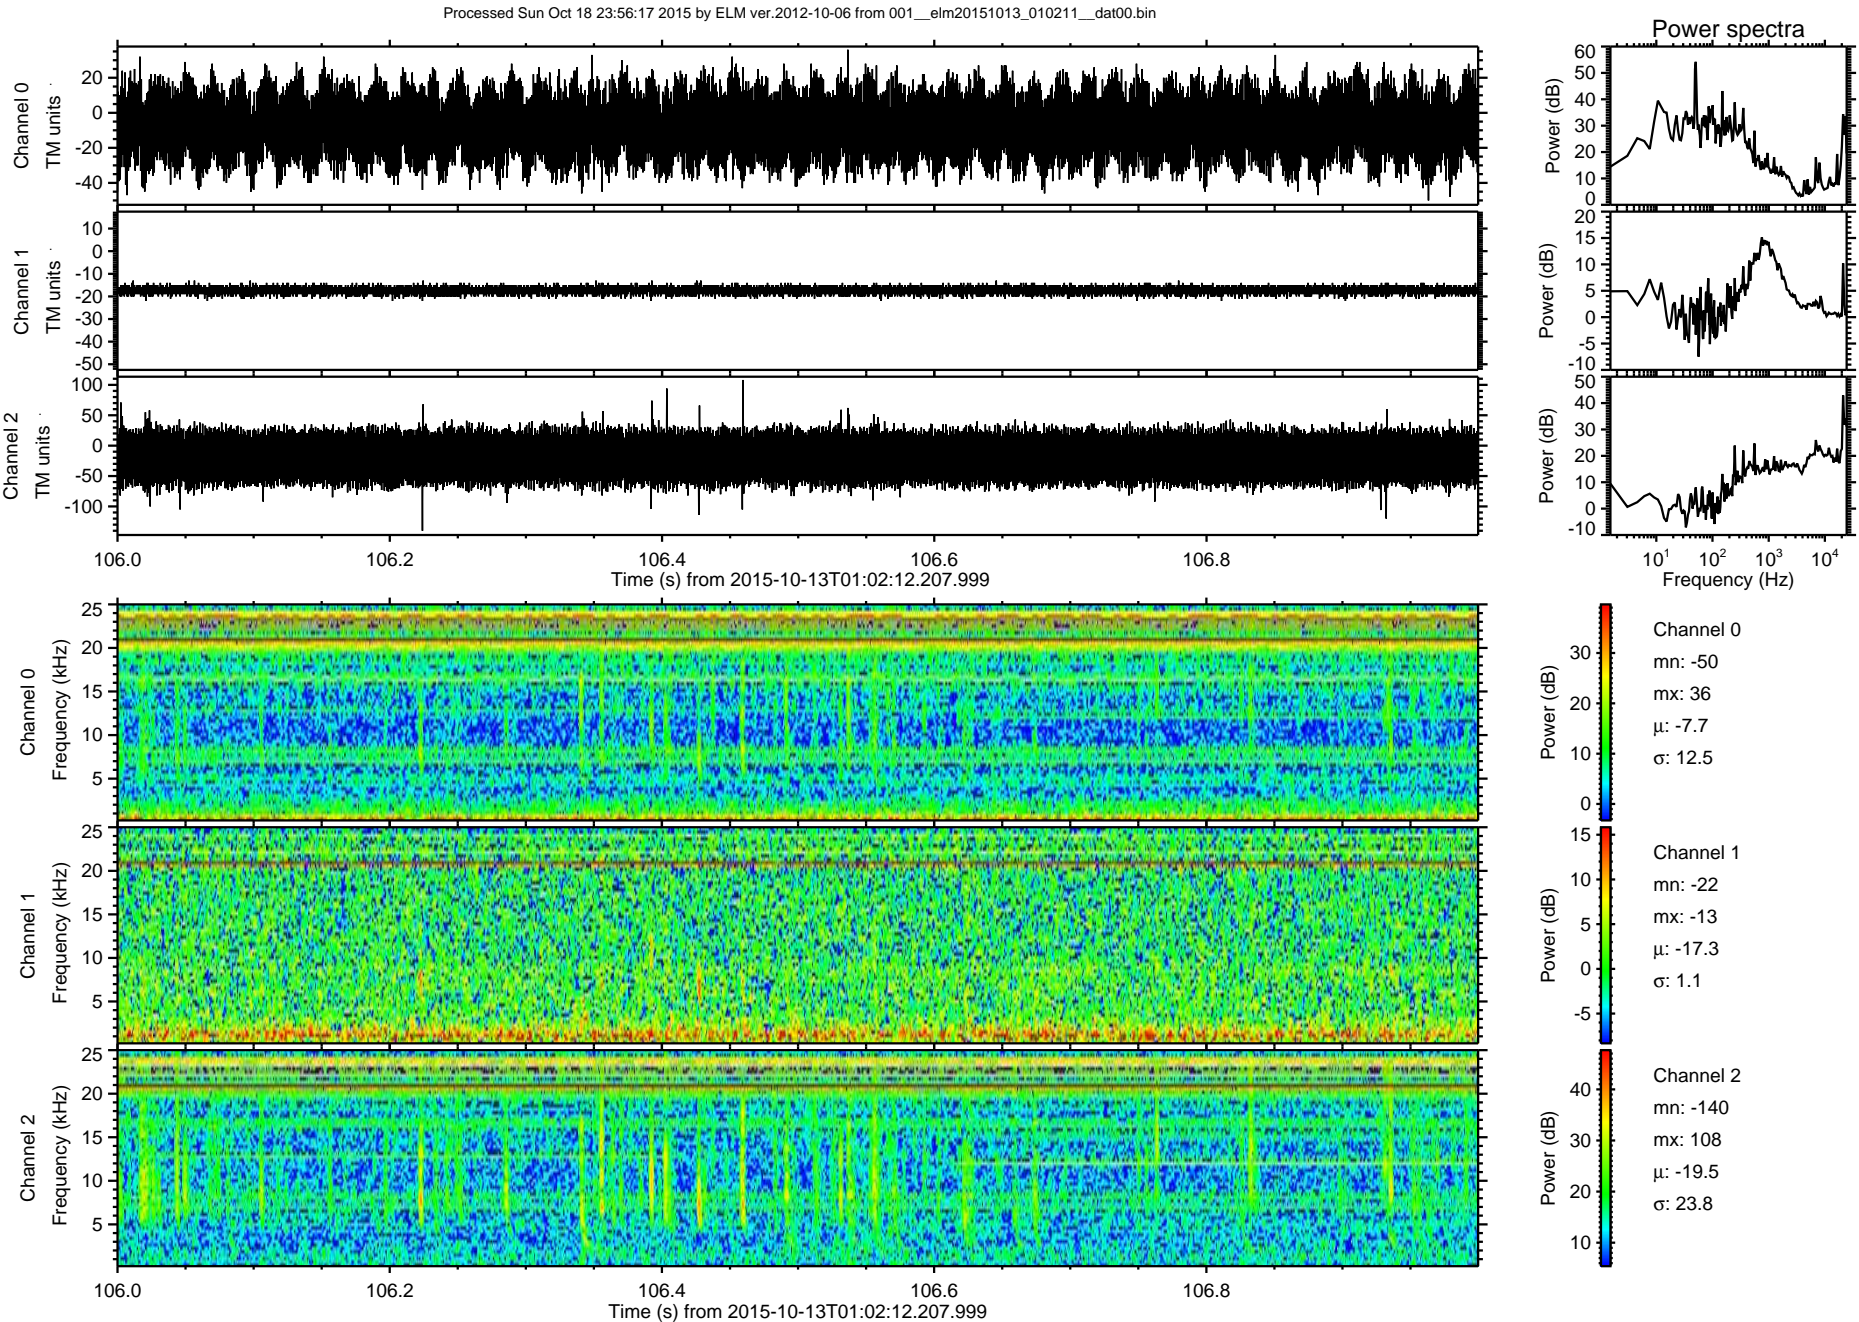 Processed Sun Oct 18 23:56:17 2015 by ELM ver.2012-10-06 from 001__elm20151013_010211__dat00.bin
Power spectra
Channel 0
TM units
20
0
-20
-40
Power (dB)
60
50
40
30
20
10
0
Channel 1
TM units
10
0
-10
-20
-30
-40
-50
Power (dB)
20
15
10
5
0
-5
-10
Channel 2
TM units
100
50
0
-50
-100
Power (dB)
50
40
30
20
10
0
-10
106.0 106.2 106.4 106.6 106.8
Time (s) from 2015-10-13T01:02:12.207.999
10¹ 10² 10³ 10⁴
Frequency (Hz)
Channel 0
Frequency (kHz)
25
20
15
10
5
Power (dB)
30
20
10
0
Channel 0
mn: -50
mx: 36
μ: -7.7
σ: 12.5
Channel 1
Frequency (kHz)
25
20
15
10
5
Power (dB)
15
10
5
0
-5
Channel 1
mn: -22
mx: -13
μ: -17.3
σ: 1.1
Channel 2
Frequency (kHz)
25
20
15
10
5
Power (dB)
40
30
20
10
Channel 2
mn: -140
mx: 108
μ: -19.5
σ: 23.8
106.0 106.2 106.4 106.6 106.8
Time (s) from 2015-10-13T01:02:12.207.999